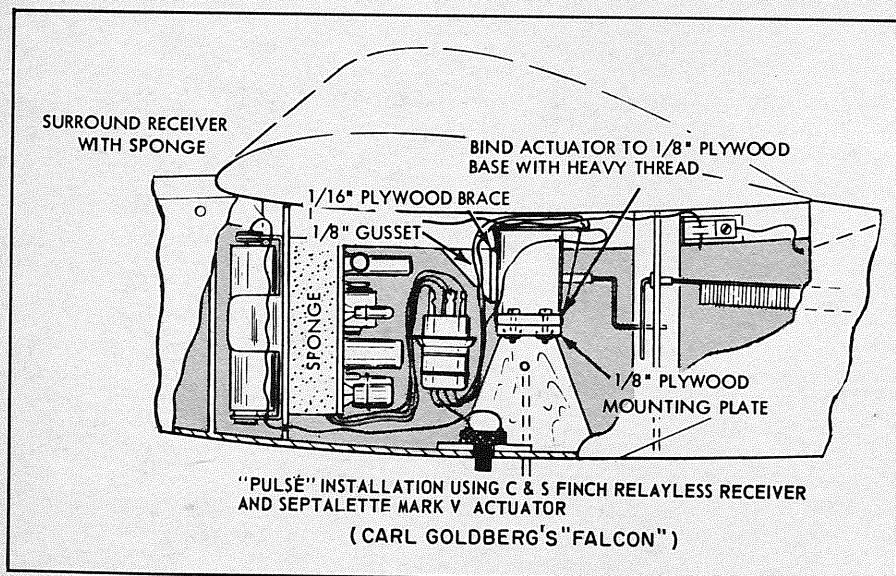 SURROUND RECEIVER
WITH SPONGE
BIND ACTUATOR TO 1/8" PLYWOOD
BASE WITH HEAVY THREAD
1/16" PLYWOOD BRACE
1/8" GUSSET
SPONGE
1/8" PLYWOOD
MOUNTING PLATE
"PULSE" INSTALLATION USING C & S FINCH RELAYLESS RECEIVER
AND SEPTALETTE MARK V ACTUATOR
(CARL GOLDBERG'S "FALCON")